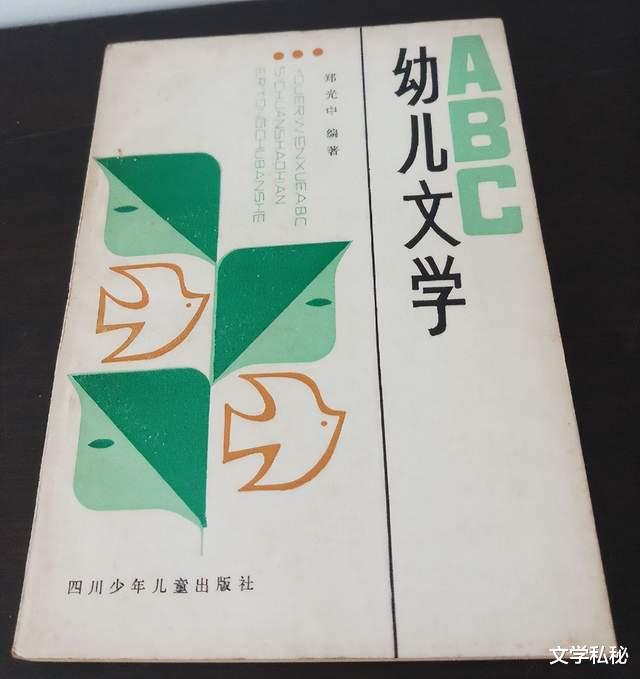 幼儿文学
ABC
郑光中 编著
YOUERWENXUEABC
SICHUANSHAONIAN
ERTONGCHUBANSHE
四川少年儿童出版社
文学私秘